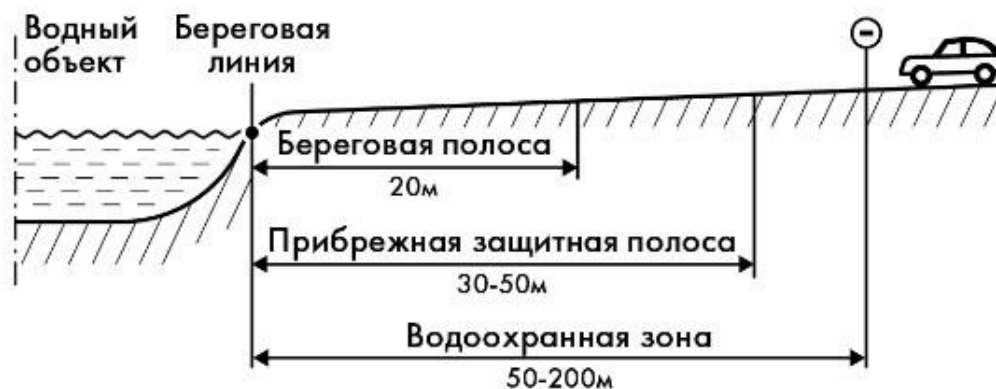 Водный
объект
Береговая
линия
Береговая полоса
20м
Прибрежная защитная полоса
30-50м
Водоохранная зона
50-200м